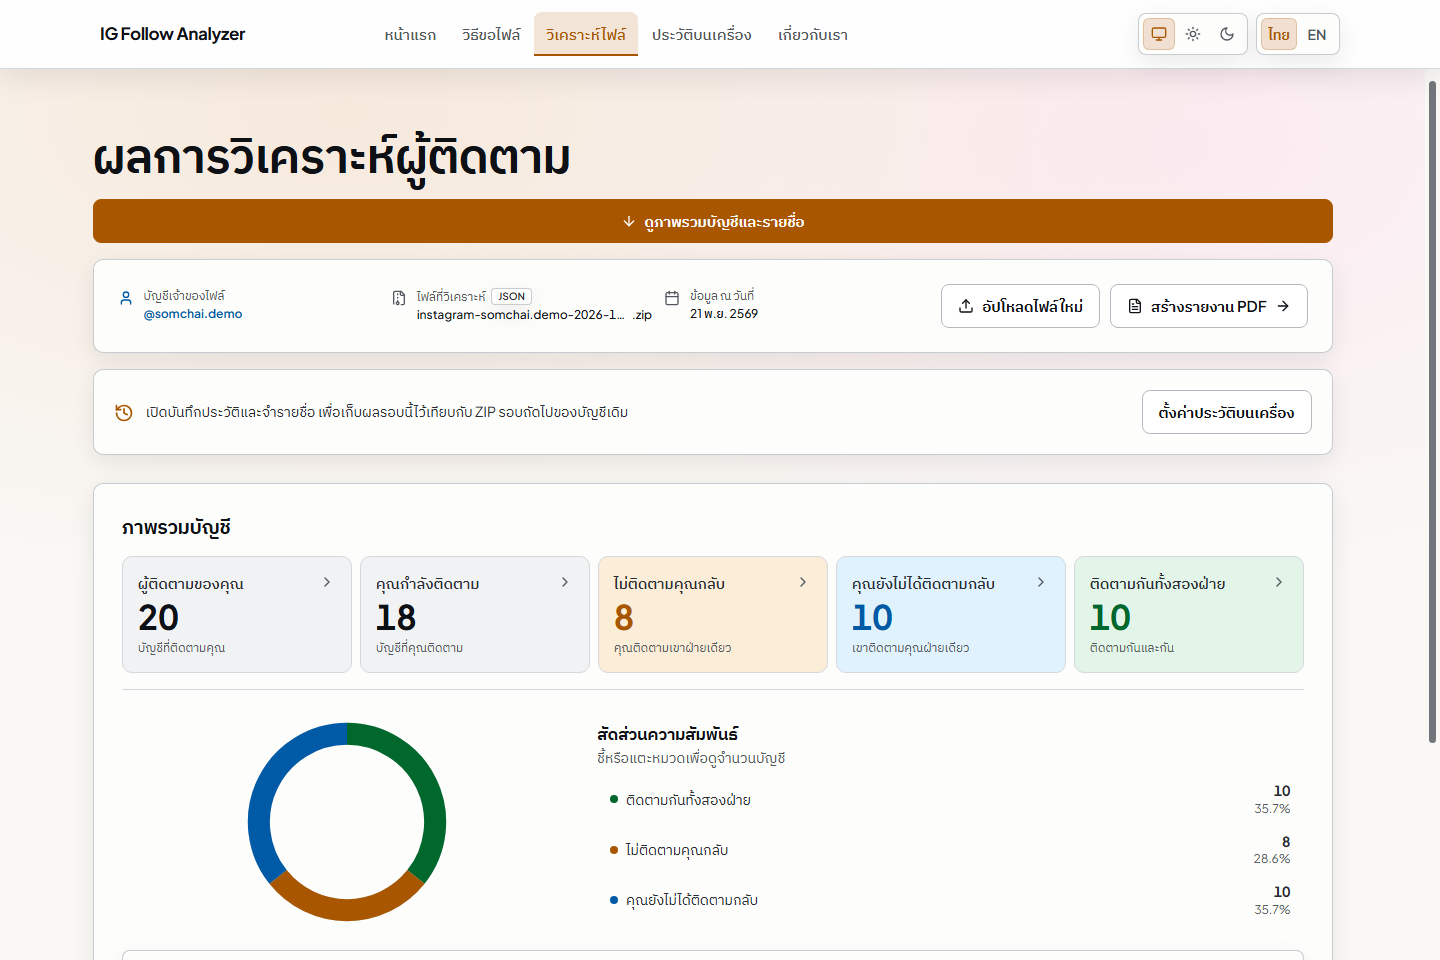 IG Follow Analyzer
หน้าแรก
วิธีขอไฟล์
วิเคราะห์ไฟล์
ประวัติบนเครื่อง
เกี่ยวกับเรา
ไทย
EN
ผลการวิเคราะห์ผู้ติดตาม
ดูภาพรวมบัญชีและรายชื่อ
บัญชีเจ้าของไฟล์
@somchai.demo
ไฟล์ที่วิเคราะห์ JSON
instagram-somchai.demo-2026-1... .zip
ข้อมูล ณ วันที่
21 พ.ย. 2569
อัปโหลดไฟล์ใหม่
สร้างรายงาน PDF
เปิดบันทึกประวัติและจำรายชื่อ เพื่อเก็บผลรอบนี้ไว้เทียบกับ ZIP รอบถัดไปของบัญชีเดิม
ตั้งค่าประวัติบนเครื่อง
ภาพรวมบัญชี
ผู้ติดตามของคุณ
20
บัญชีที่ติดตามคุณ
คุณกำลังติดตาม
18
บัญชีที่คุณติดตาม
ไม่ติดตามคุณกลับ
8
คุณติดตามเขาฝ่ายเดียว
คุณยังไม่ได้ติดตามกลับ
10
เขาติดตามคุณฝ่ายเดียว
ติดตามกันทั้งสองฝ่าย
10
ติดตามกันและกัน
สัดส่วนความสัมพันธ์
ชี้หรือแตะหมวดเพื่อดูจำนวนบัญชี
ติดตามกันทั้งสองฝ่าย
10
35.7%
ไม่ติดตามคุณกลับ
8
28.6%
คุณยังไม่ได้ติดตามกลับ
10
35.7%